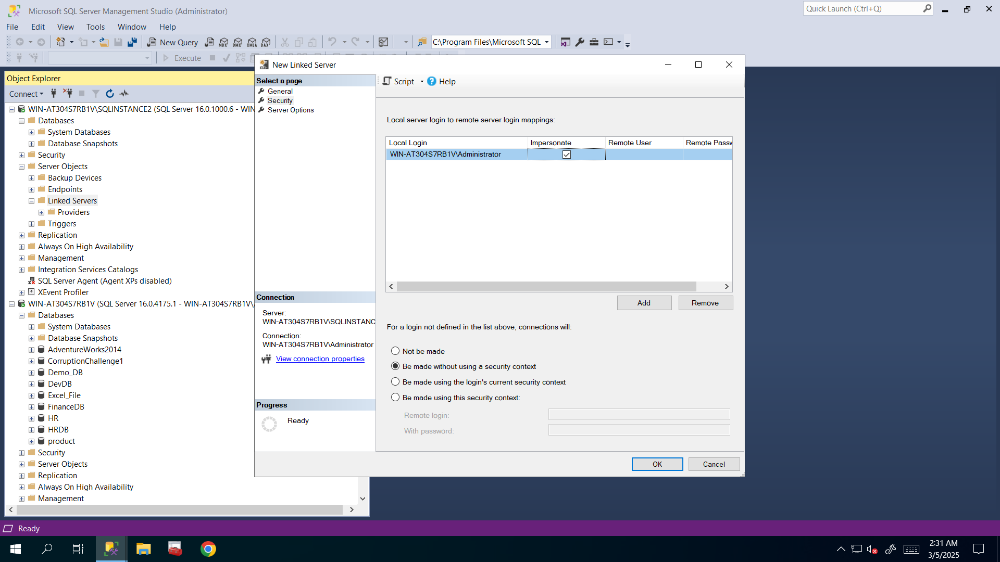 Microsoft SQL Server Management Studio (Administrator)
Quick Launch (Ctrl+Q)
File Edit View Tools Window Help
New Query
MDX DMX XMLA DAX
C:\Program Files\Microsoft SQL
Execute
Object Explorer
Connect
WIN-AT304S7RB1V\SQLINSTANCE2 (SQL Server 16.0.1000.6 - WIN
Databases
System Databases
Database Snapshots
Security
Server Objects
Backup Devices
Endpoints
Linked Servers
Providers
Triggers
Replication
Always On High Availability
Management
Integration Services Catalogs
SQL Server Agent (Agent XPs disabled)
XEvent Profiler
WIN-AT304S7RB1V (SQL Server 16.0.4175.1 - WIN-AT304S7RB1V\
Databases
System Databases
Database Snapshots
AdventureWorks2014
CorruptionChallenge1
Demo_DB
DevDB
Excel_File
FinanceDB
HR
HRDB
product
Security
Server Objects
Replication
Always On High Availability
Management
New Linked Server
Select a page
General
Security
Server Options
Connection
Server:
WIN-AT304S7RB1V\SQLINSTANC
Connection:
WIN-AT304S7RB1V\Administrator
View connection properties
Progress
Ready
Script Help
Local server login to remote server login mappings:
Local Login Impersonate Remote User Remote Passw
WIN-AT304S7RB1V\Administrator
Add Remove
For a login not defined in the list above, connections will:
Not be made
Be made without using a security context
Be made using the login's current security context
Be made using this security context:
Remote login:
With password:
OK Cancel
Ready
2:31 AM
3/5/2025